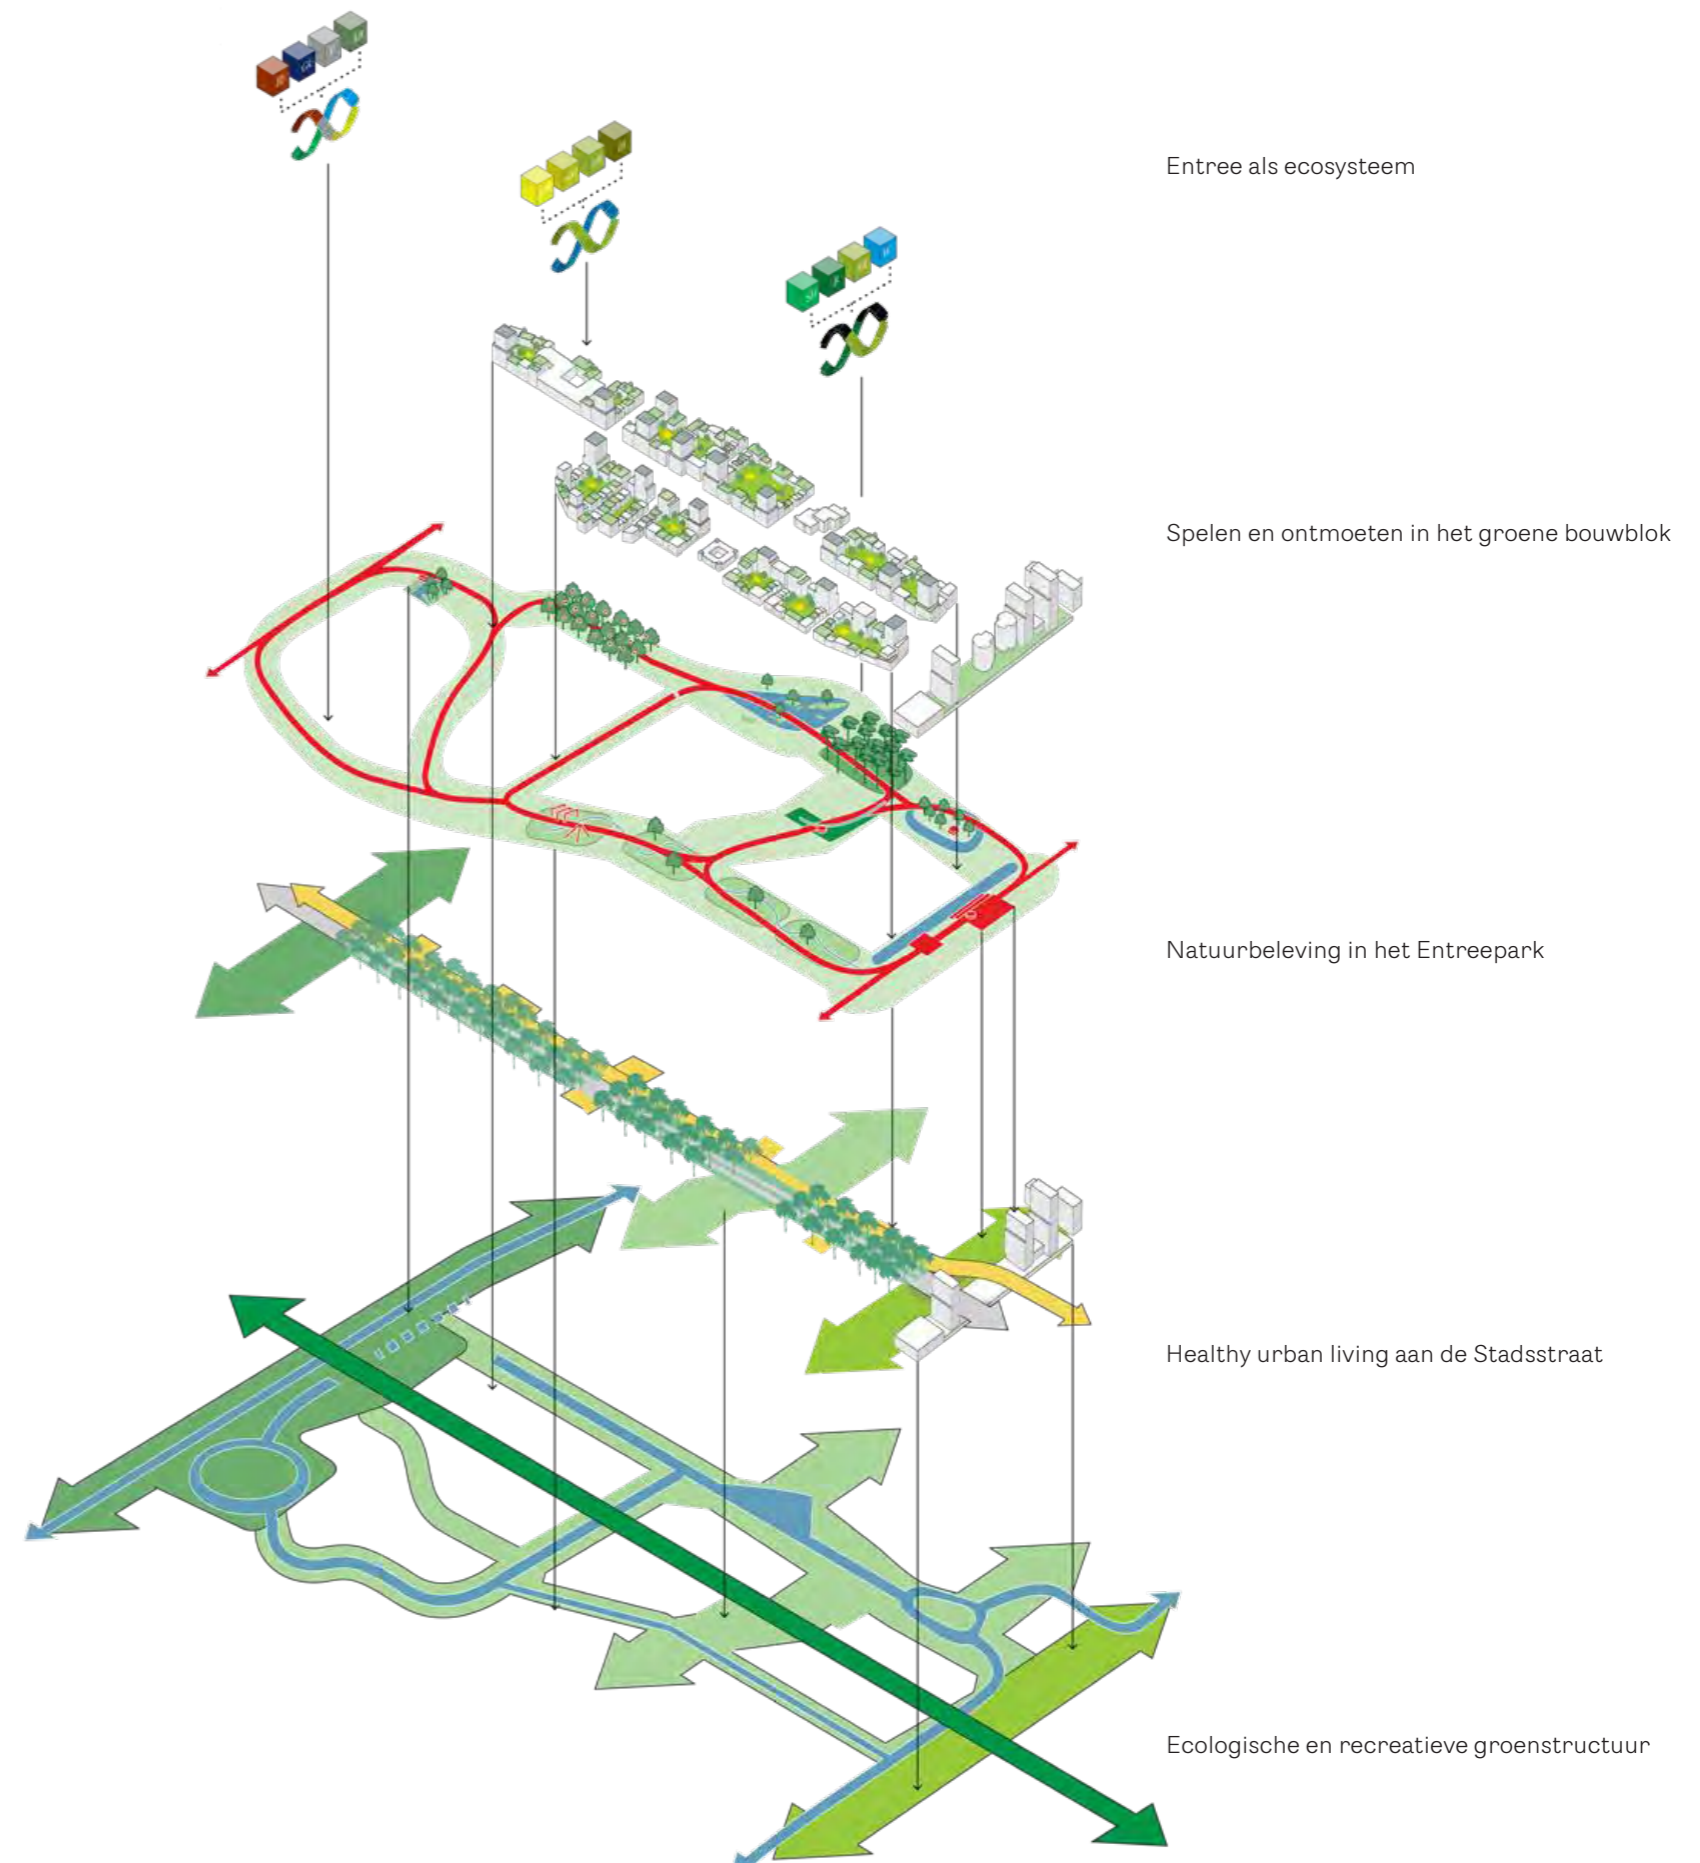 Entree als ecosysteem
Spelen en ontmoeten in het groene bouwblok
Natuurbeleving in het Entreepark
Healthy urban living aan de Stadsstraat
Ecologische en recreatieve groenstructuur